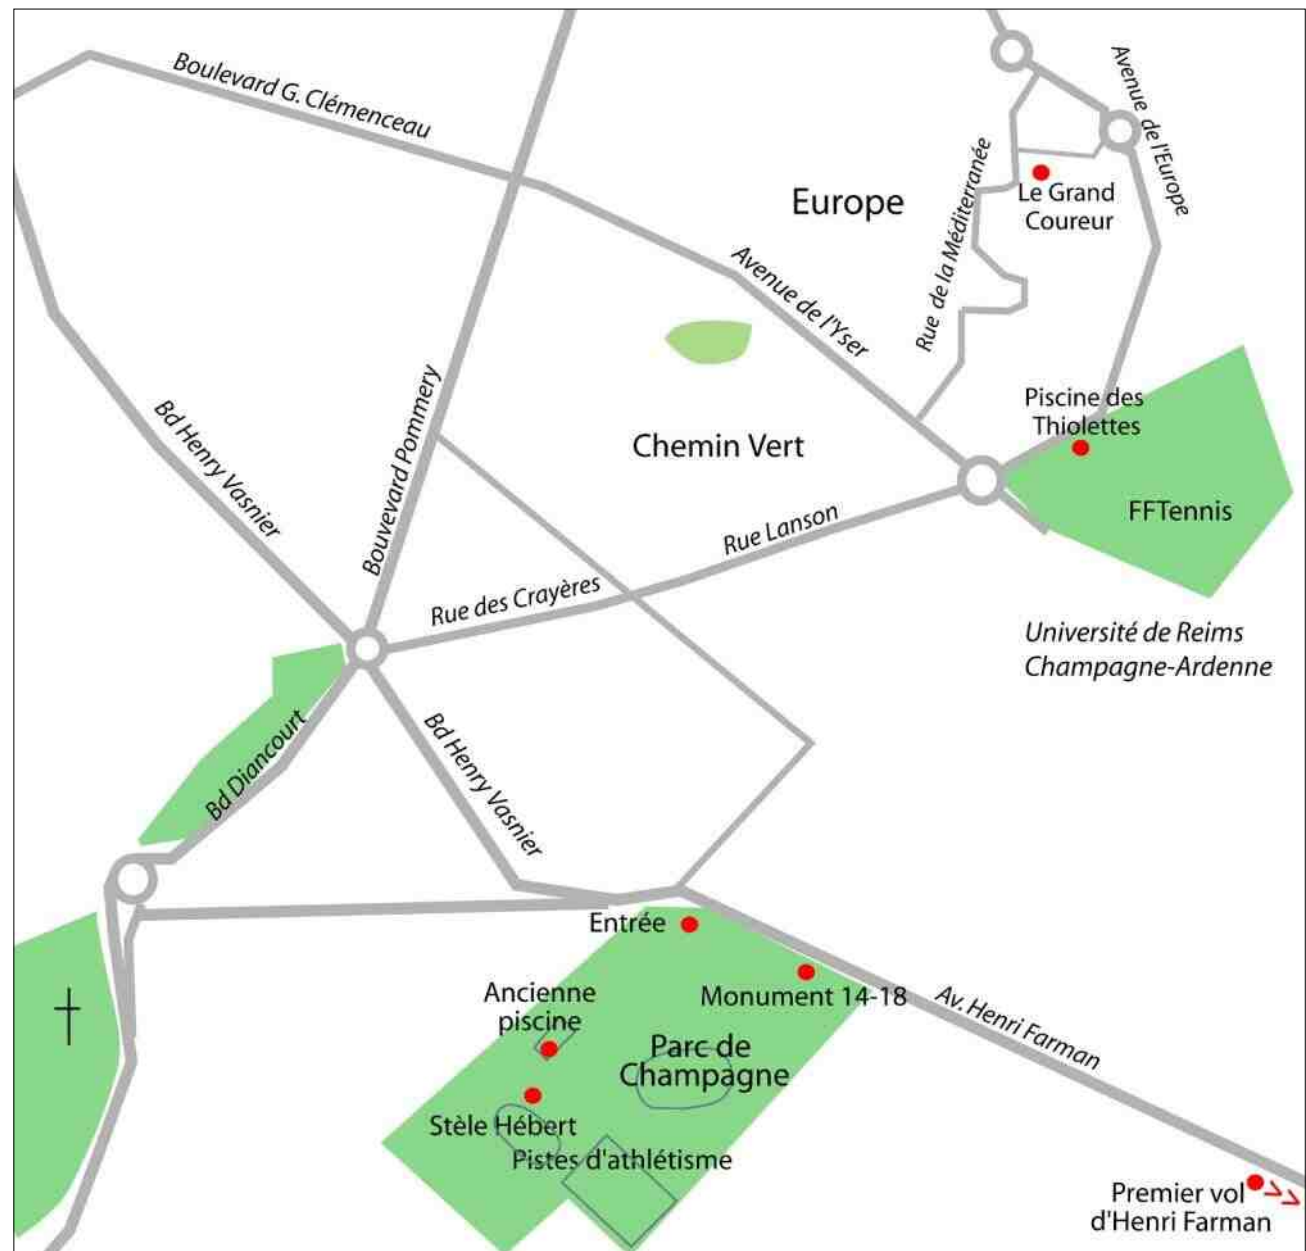 Boulevard G. Clémenceau
Avenue de l'Europe
Rue de la Méditerranée
Le Grand
Coureur
Europe
Avenue de l'Yser
Bd Henry Vasnier
Bouvevard Pommery
Chemin Vert
Piscine des
Thiolettes
FFTennis
Rue Lanson
Rue des Crayères
Université de Reims
Champagne-Ardenne
Bd Diancourt
Bd Henry Vasnier
Entrée
Monument 14-18
Av. Henri Farman
Ancienne
piscine
Parc de
Champagne
Stèle Hébert
Pistes d'athlétisme
Premier vol
d'Henri Farman